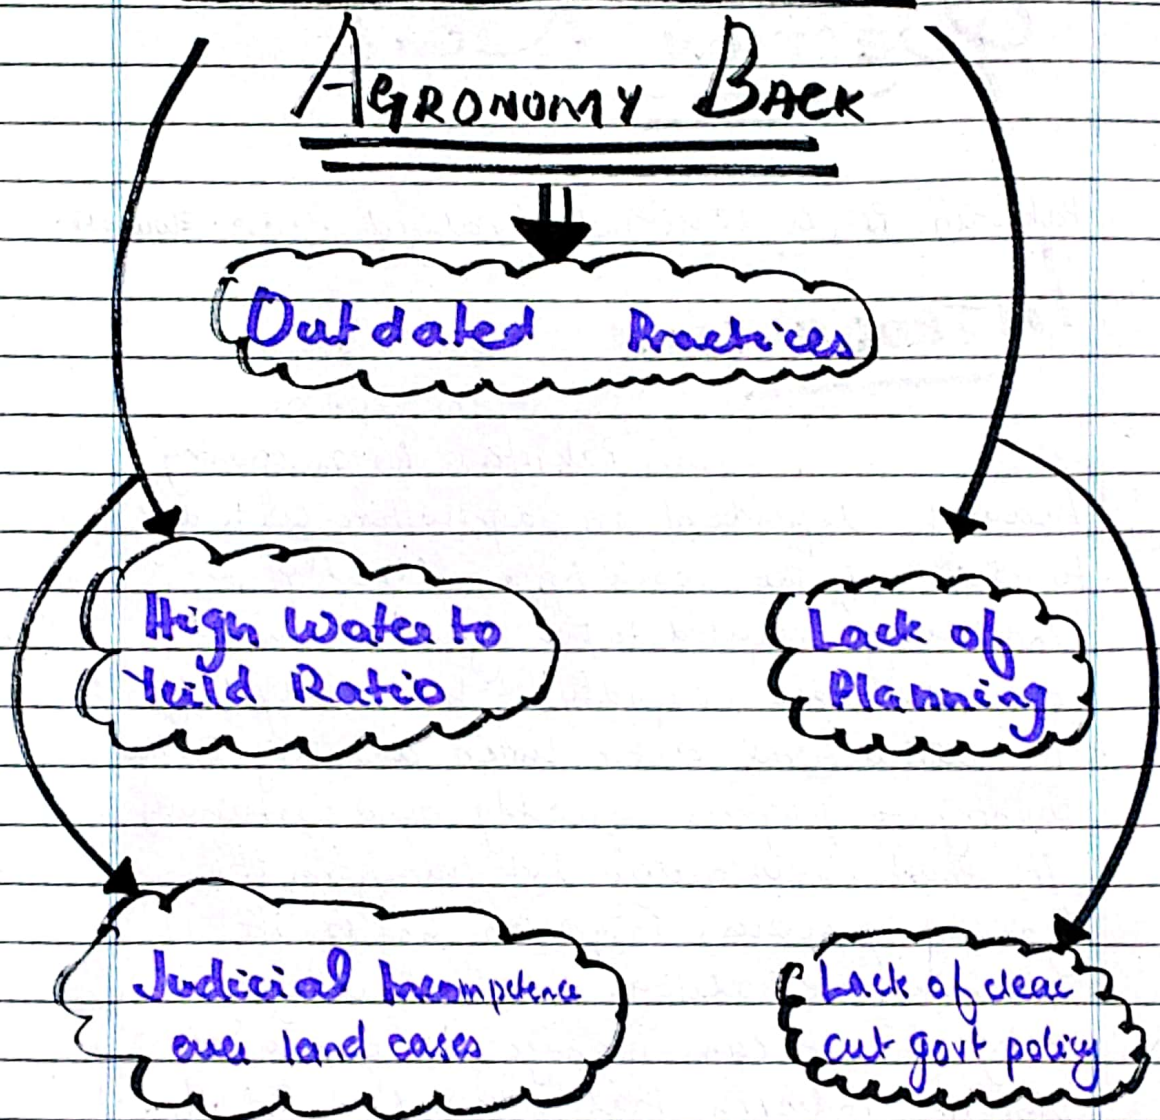 AGRONOMY BACK
Outdated Practices
High Water to
Yeild Ratio
Lack of
Planning
Judicial Incompetence
over land cases
Lack of clear
cut govt policy